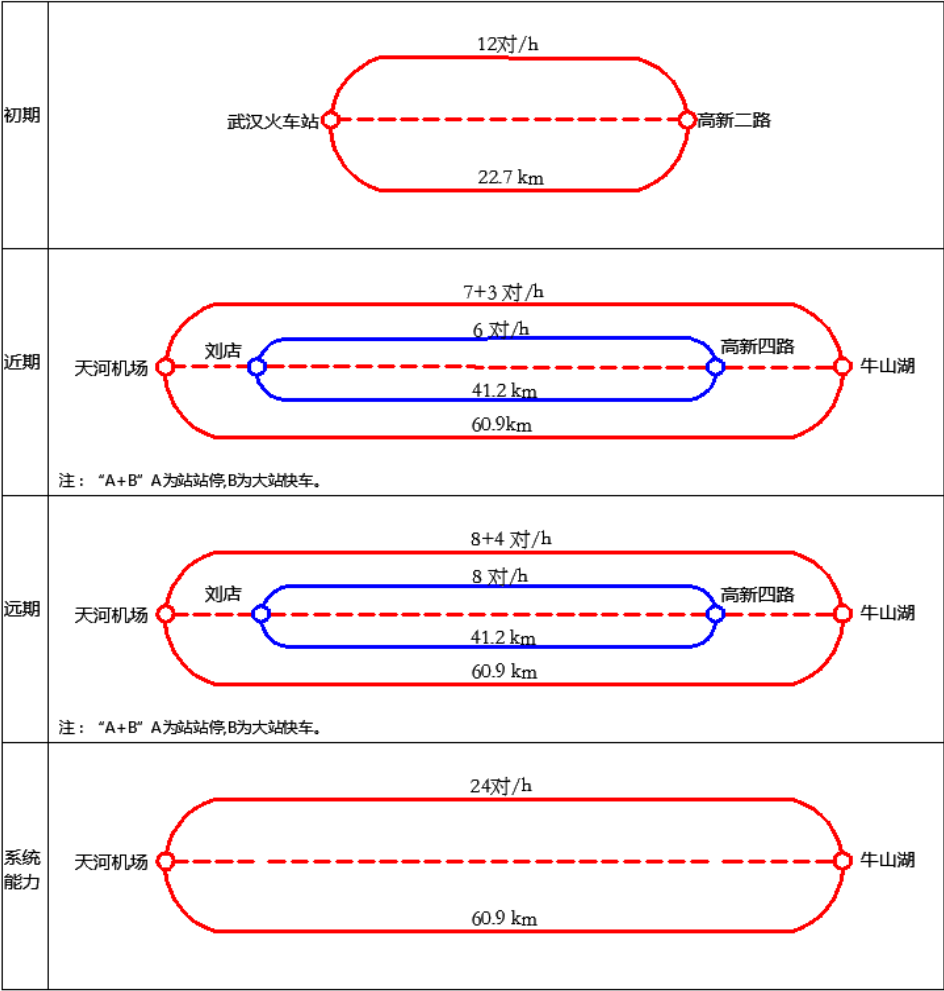 初期
12对/h
武汉火车站
高新二路
22.7 km
近期
7+3 对/h
6 对/h
刘店
高新四路
天河机场
牛山湖
41.2 km
60.9km
注：“A+B”A为站站停,B为大站快车。
远期
8+4 对/h
8 对/h
刘店
高新四路
天河机场
牛山湖
41.2 km
60.9 km
注：“A+B”A为站站停,B为大站快车。
系统
能力
24对/h
天河机场
牛山湖
60.9 km